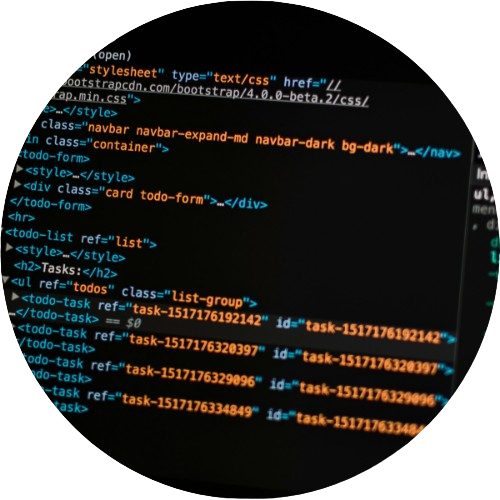 (open)
"stylesheet" type="text/css" href="//
bootstrapcdn.com/bootstrap/4.0.0-beta.2/css/
rap.min.css">
e>…</style>
class="navbar navbar-expand-md navbar-dark bg-dark">…</nav>
in class="container">
todo-form>
▶<style>…</style>
▶<div class="card todo-form">…</div>
</todo-form>
<hr>
<todo-list ref="list">
▶<style>…</style>
<h2>Tasks:</h2>
▼<ul ref="todos" class="list-group">
▶<todo-task ref="task-1517176192142" id="task-1517176192142">
…</todo-task> == $0
<todo-task ref="task-1517176320397" id="task-1517176320397">
/todo-task>
todo-task ref="task-1517176329096" id="task-1517176329096">
odo-task>
-task ref="task-1517176334849" id="task-15171763348
task>
ul,